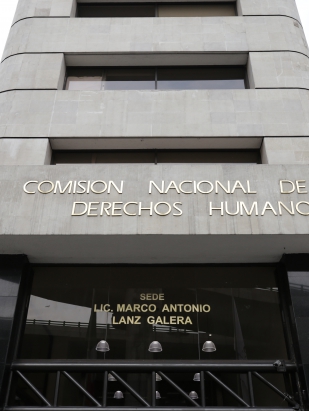 COMISION NACIONAL DE
DERECHOS HUMANO
SEDE
LIC. MARCO ANTONIO
LANZ GALERA